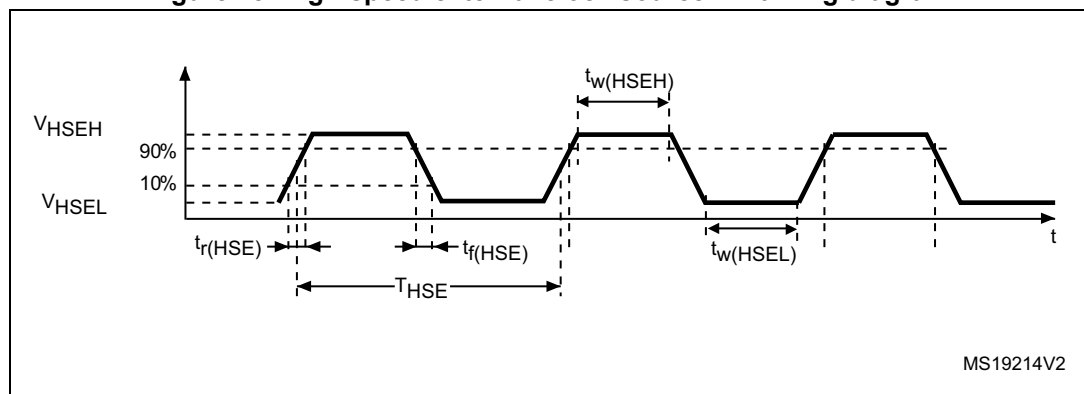 V_HSEH
90%
10%
V_HSEL
t_r(HSE)
t_f(HSE)
T_HSE
t_w(HSEH)
t_w(HSEL)
t
MS19214V2